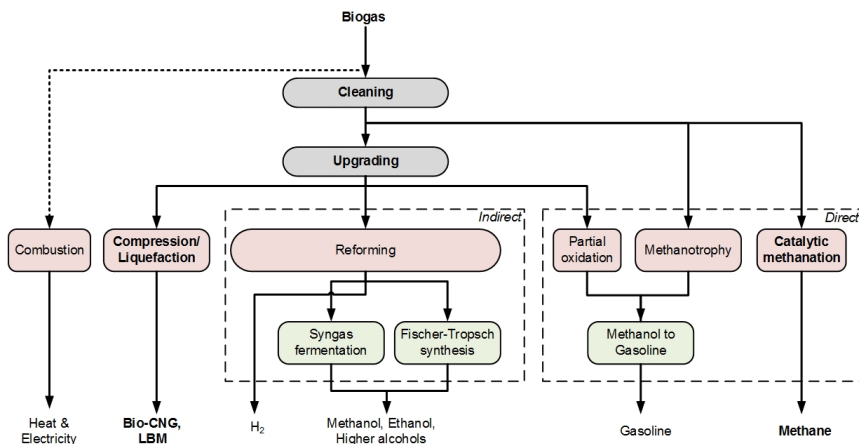 Biogas
Cleaning
Upgrading
Indirect
Direct
Combustion
Compression/
Liquefaction
Reforming
Partial
oxidation
Methanotrophy
Catalytic
methanation
Syngas
fermentation
Fischer-Tropsch
synthesis
Methanol to
Gasoline
Heat &
Electricity
Bio-CNG,
LBM
H₂
Methanol, Ethanol,
Higher alcohols
Gasoline
Methane